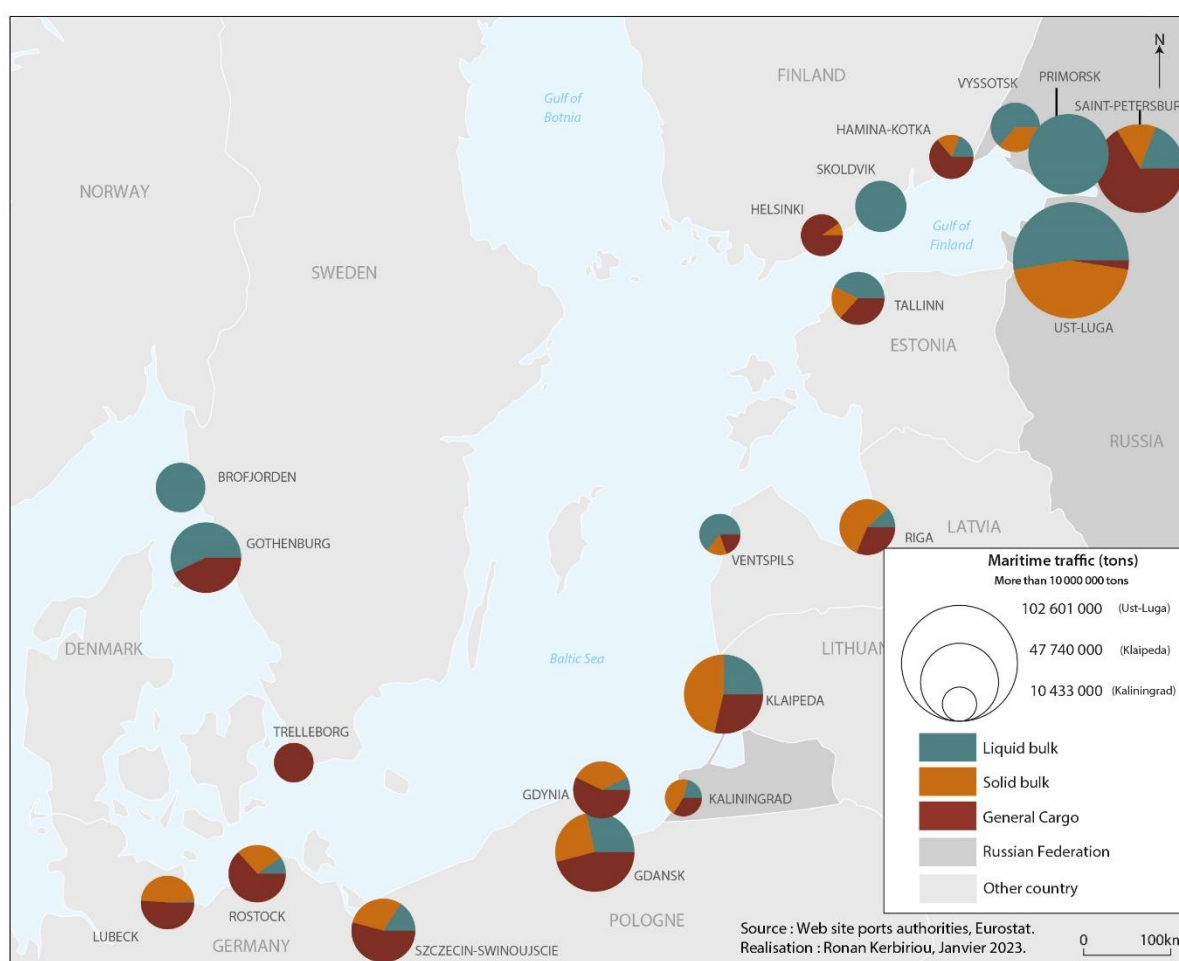 N
FINLAND
PRIMORSK
VYSSOTSK
SAINT-PETERSBUR
Gulf of
Botnia
HAMINA-KOTKA
SKOLDVIK
NORWAY
HELSINKI
Gulf of
Finland
SWEDEN
TALLINN
UST-LUGA
ESTONIA
RUSSIA
BROFJORDEN
GOTHENBURG
LATVIA
RIGA
VENTSPILS
DENMARK
Baltic Sea
LITHUAN
KLAIPEDA
TRELLEBORG
GDYNIA
KALININGRAD
GDANSK
ROSTOCK
LUBECK
GERMANY
POLOGNE
SZCZECIN-SWINOUJSCIE
Maritime traffic (tons)
More than 10 000 000 tons
102 601 000 (Ust-Luga)
47 740 000 (Klaipeda)
10 433 000 (Kaliningrad)
Liquid bulk
Solid bulk
General Cargo
Russian Federation
Other country
Source : Web site ports authorities, Eurostat.
Realisation : Ronan Kerbiriou, Janvier 2023.
0 100km